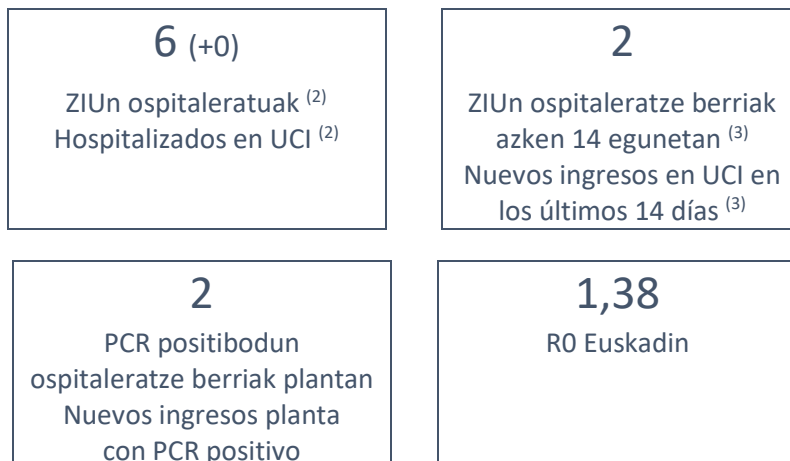 6 (+0)
ZIUn ospitaleratuak (2)
Hospitalizados en UCI (2)
2
ZIUn ospitaleratze berriak
azken 14 egunetan (3)
Nuevos ingresos en UCI en
los últimos 14 días (3)
2
PCR positibodun
ospitaleratze berriak plantan
Nuevos ingresos planta
con PCR positivo
1,38
R0 Euskadin